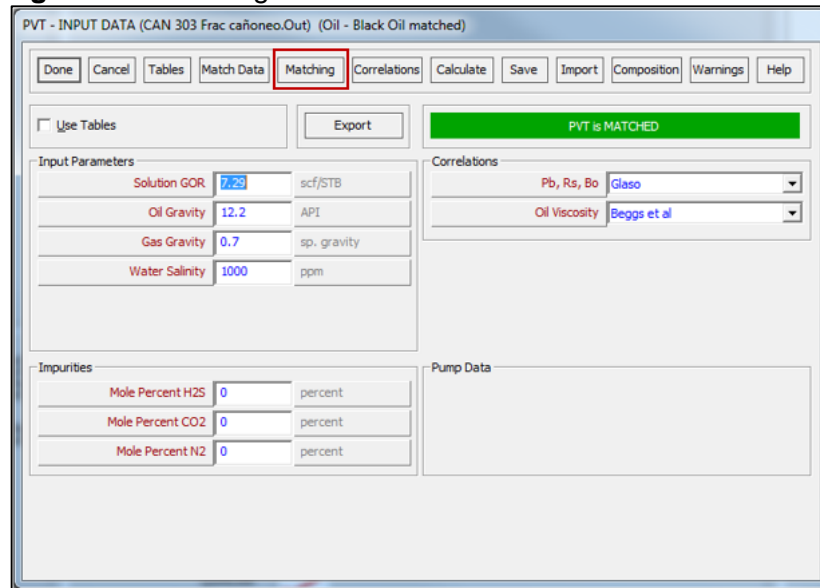 PVT - INPUT DATA (CAN 303 Frac cañoneo.Out) (Oil - Black Oil matched)
Done Cancel Tables Match Data Matching Correlations Calculate Save Import Composition Warnings Help
Use Tables Export PVT is MATCHED
Input Parameters
Solution GOR 7.29 scf/STB
Oil Gravity 12.2 API
Gas Gravity 0.7 sp. gravity
Water Salinity 1000 ppm
Correlations
Pb, Rs, Bo Glaso
Oil Viscosity Beggs et al
Impurities
Mole Percent H2S 0 percent
Mole Percent CO2 0 percent
Mole Percent N2 0 percent
Pump Data